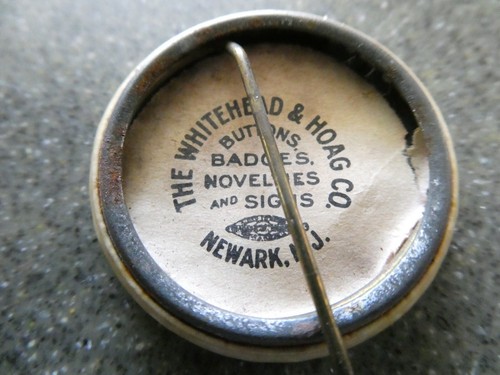 THE WHITEHEAD & HOAG CO.
BUTTONS,
BADGES,
NOVELTIES
AND SIGNS
NEWARK, N.J.